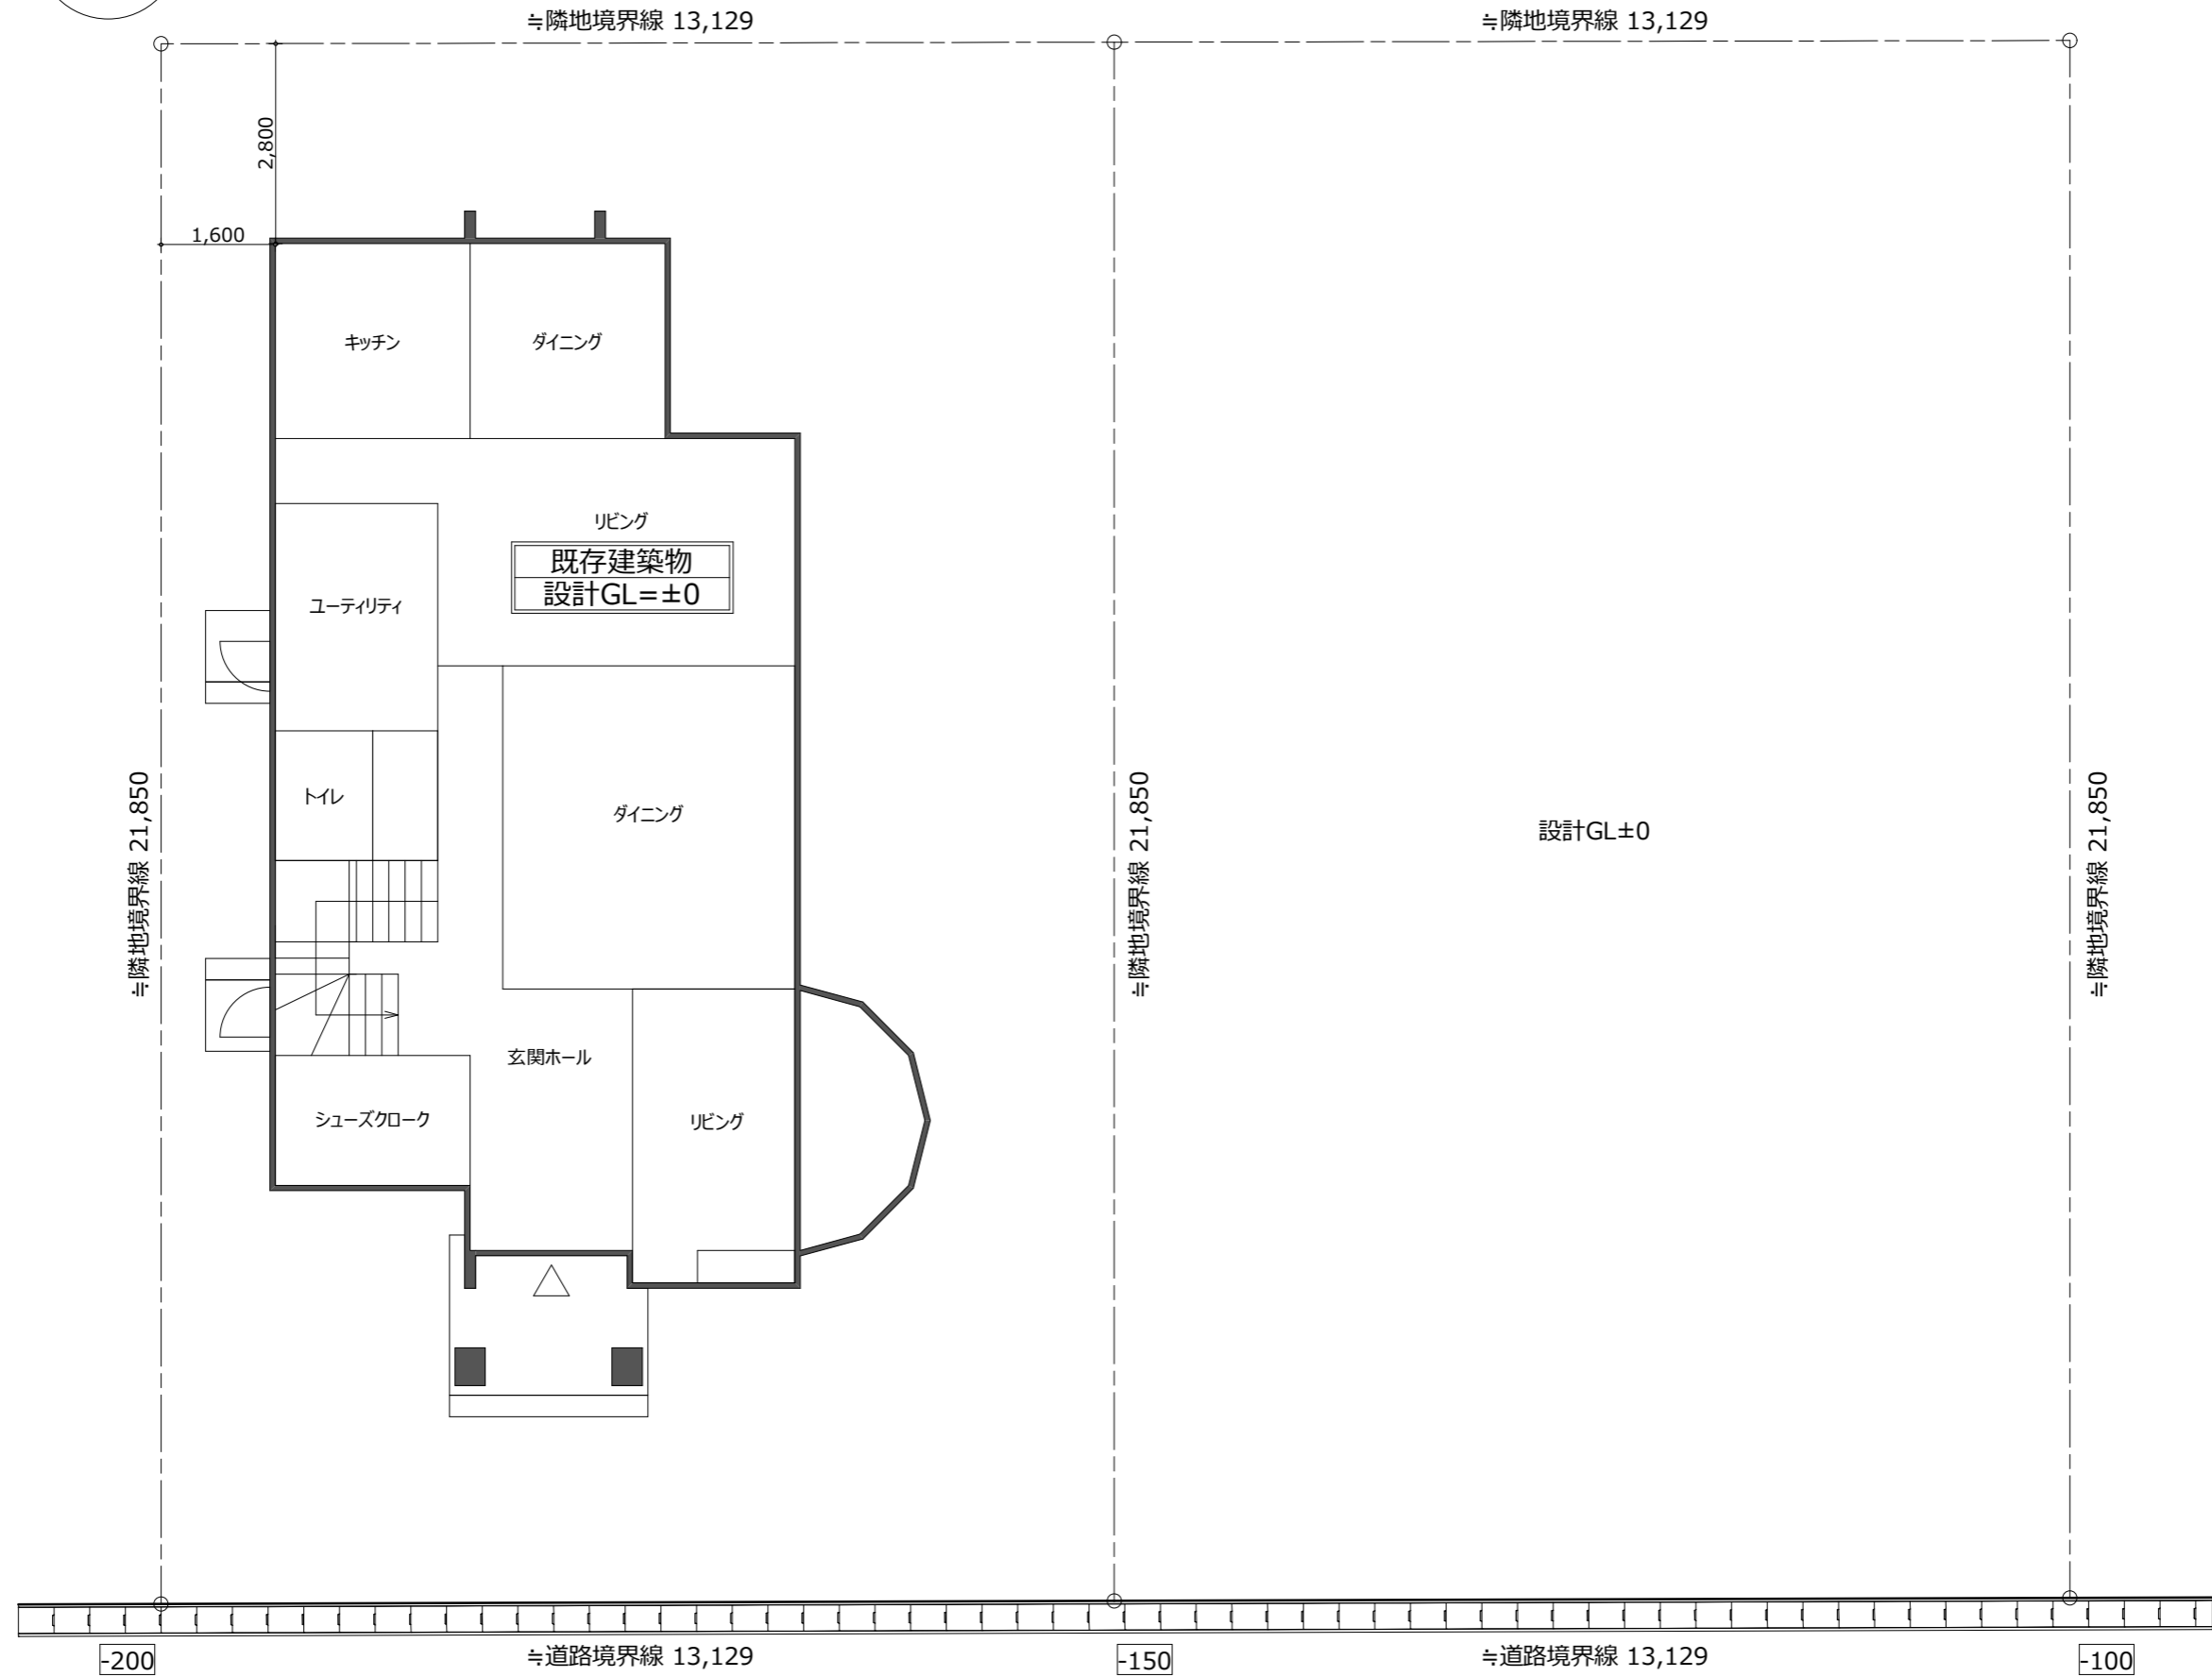 ≒隣地境界線 13,129
≒隣地境界線 13,129
2,800
1,600
キッチン
ダイニング
リビング
既存建築物
設計GL=±0
ユーティリティ
トイレ
ダイニング
≒隣地境界線 21,850
≒隣地境界線 21,850
設計GL±0
≒隣地境界線 21,850
玄関ホール
シューズクローク
リビング
-200
≒道路境界線 13,129
-150
≒道路境界線 13,129
-100